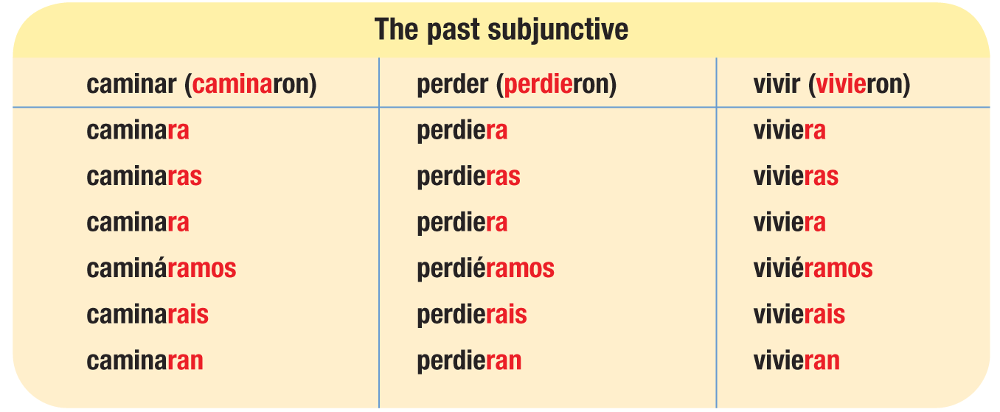 The past subjunctive
caminar (caminaron) perder (perdieron) vivir (vivieron)
caminara perdiera viviera
caminaras perdieras vivieras
caminara perdiera viviera
camináramos perdiéramos viviéramos
caminarais perdierais vivierais
caminaran perdieran vivieran